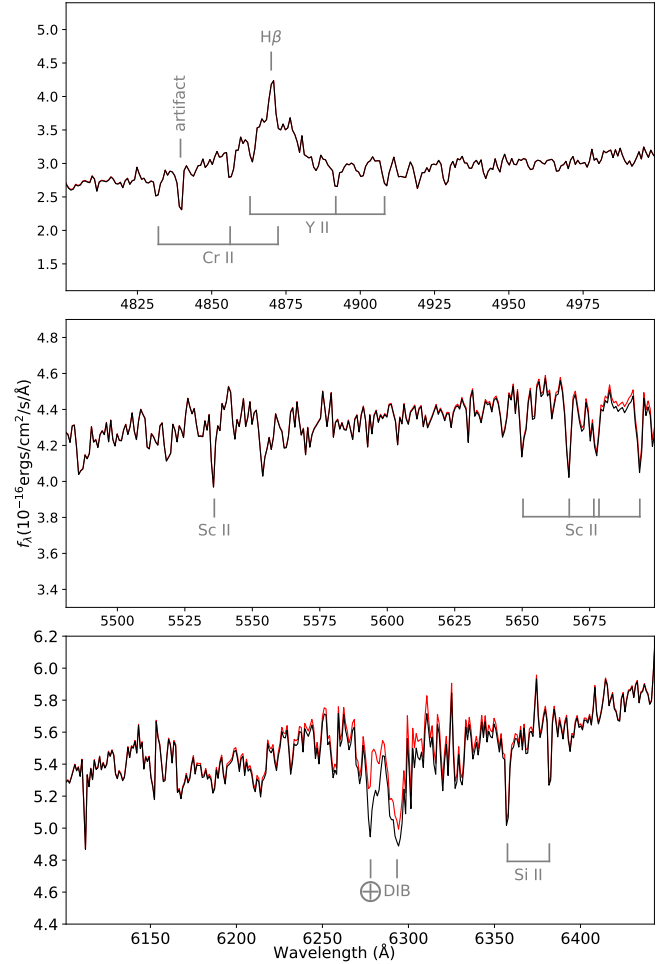 Hβ
artifact
5.0
4.5
4.0
3.5
3.0
2.5
2.0
1.5
Y II
Cr II
4825 4850 4875 4900 4925 4950 4975
4.8
4.6
4.4
4.2
4.0
3.8
3.6
3.4
Sc II Sc II
5500 5525 5550 5575 5600 5625 5650 5675
fλ(10−16ergs/cm2/s/Å)
6.2
6.0
5.8
5.6
5.4
5.2
5.0
4.8
4.6
4.4
Si II
⊕ DIB
6150 6200 6250 6300 6350 6400
Wavelength (Å)